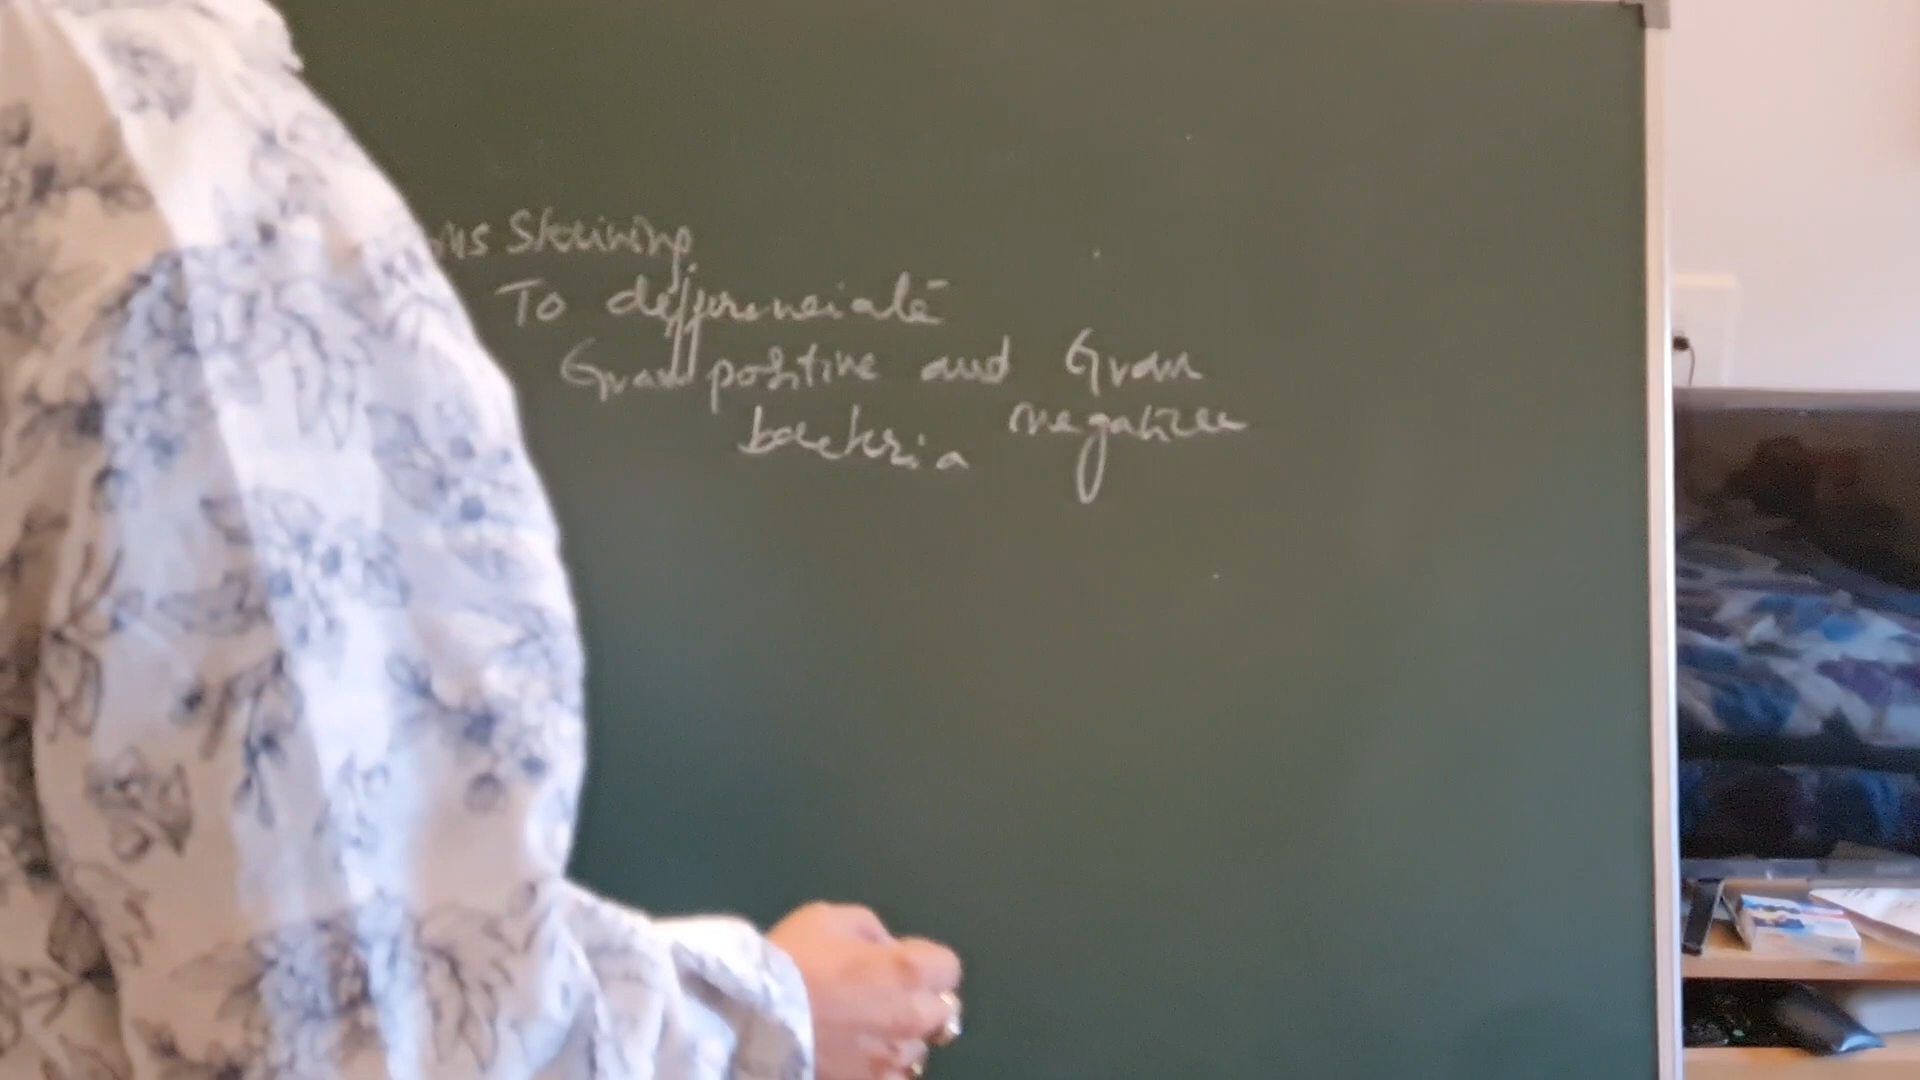 ms Staining
To differenciate
Gram positive and Gram
bacteria negative